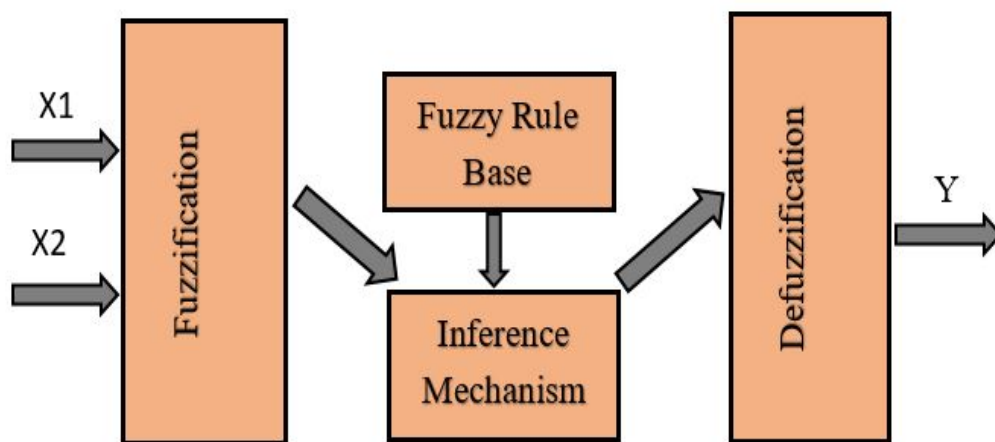 X1
X2
Fuzzification
Fuzzy Rule
Base
Inference
Mechanism
Defuzzification
Y